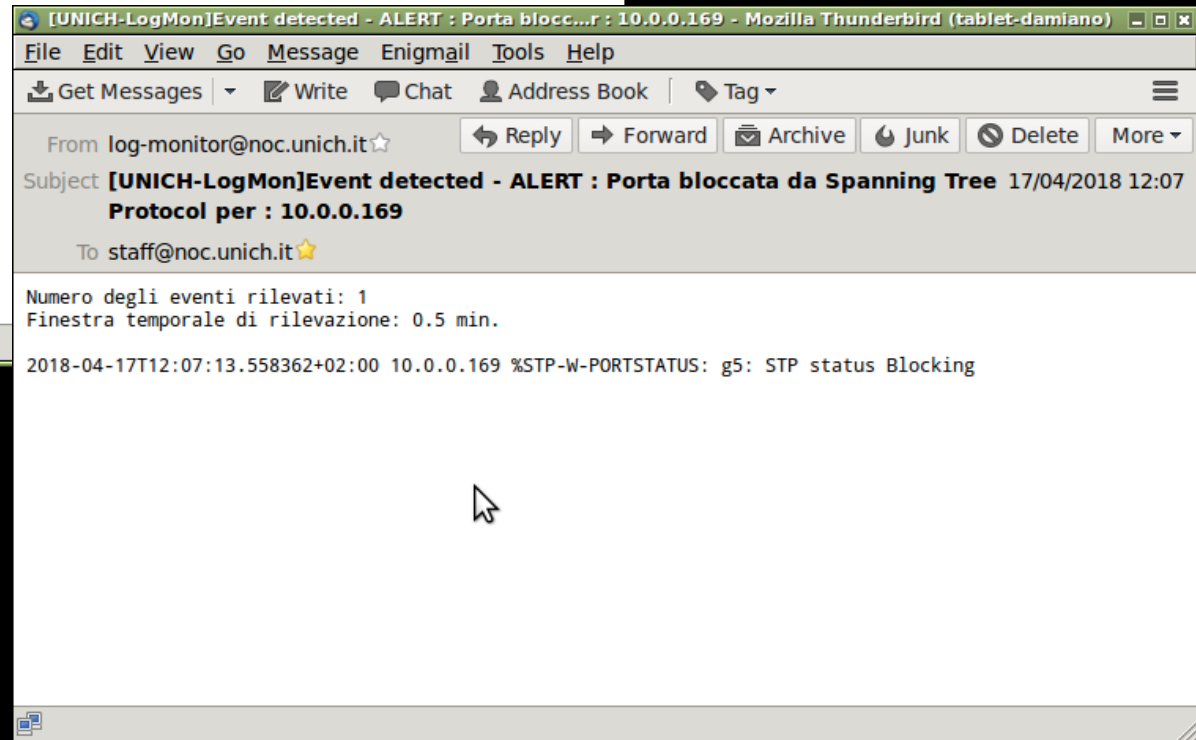 [UNICH-LogMon]Event detected - ALERT : Porta blocc...r : 10.0.0.169 - Mozilla Thunderbird (tablet-damiano)
File Edit View Go Message Enigmail Tools Help
Get Messages Write Chat Address Book Tag
From log-monitor@noc.unich.it Reply Forward Archive Junk Delete More
Subject [UNICH-LogMon]Event detected - ALERT : Porta bloccata da Spanning Tree 17/04/2018 12:07
Protocol per : 10.0.0.169
To staff@noc.unich.it
Numero degli eventi rilevati: 1
Finestra temporale di rilevazione: 0.5 min.
2018-04-17T12:07:13.558362+02:00 10.0.0.169 %STP-W-PORTSTATUS: g5: STP status Blocking